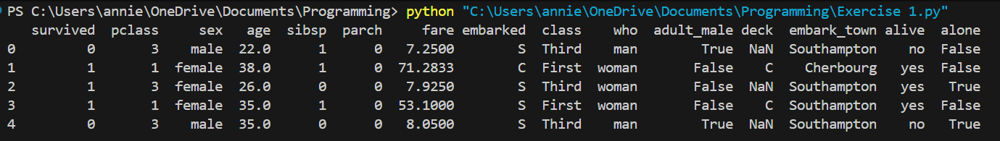 PS C:\Users\annie\OneDrive\Documents\Programming> python "C:\Users\annie\OneDrive\Documents\Programming\Exercise 1.py"
   survived  pclass     sex   age  sibsp  parch     fare embarked  class    who  adult_male deck  embark_town alive  alone
0         0       3    male  22.0      1      0   7.2500        S  Third    man        True  NaN  Southampton    no  False
1         1       1  female  38.0      1      0  71.2833        C  First  woman       False    C    Cherbourg   yes  False
2         1       3  female  26.0      0      0   7.9250        S  Third  woman       False  NaN  Southampton   yes   True
3         1       1  female  35.0      1      0  53.1000        S  First  woman       False    C  Southampton   yes  False
4         0       3    male  35.0      0      0   8.0500        S  Third    man        True  NaN  Southampton    no   True